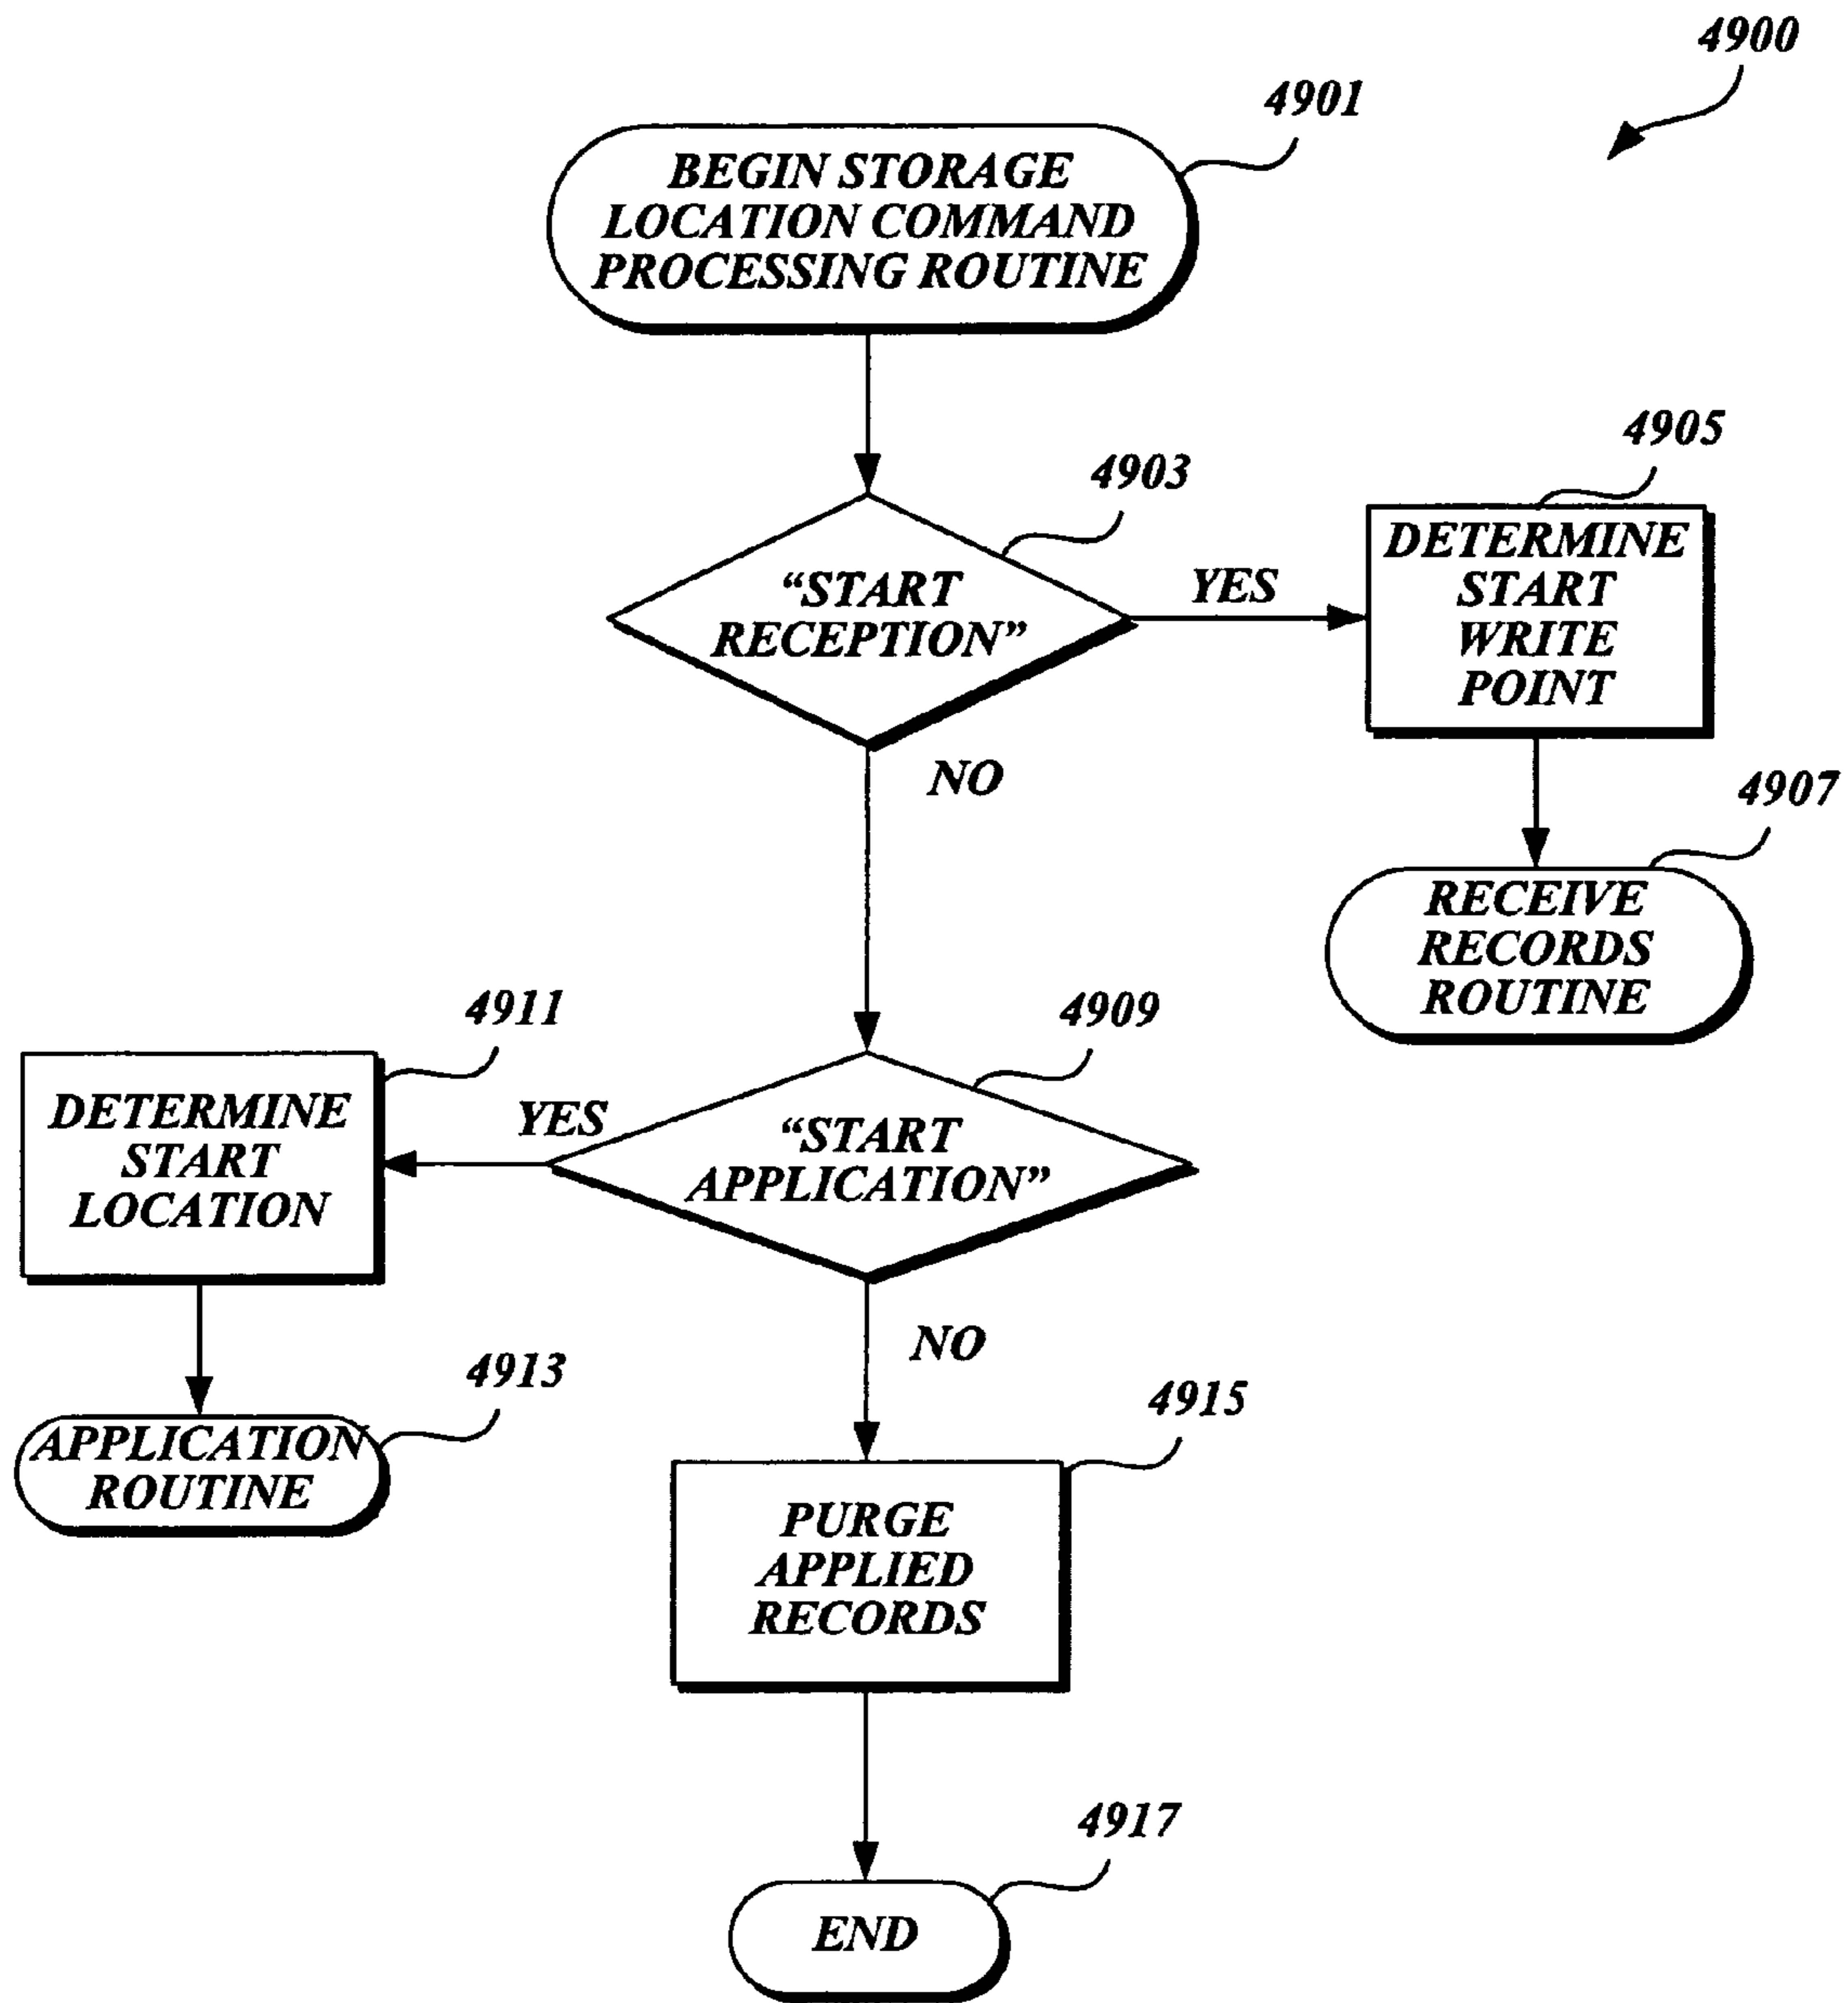 4900
4901
BEGIN STORAGE
LOCATION COMMAND
PROCESSING ROUTINE
4903
“START
RECEPTION”
YES
NO
4905
DETERMINE
START
WRITE
POINT
4907
RECEIVE
RECORDS
ROUTINE
4909
“START
APPLICATION”
YES
NO
4911
DETERMINE
START
LOCATION
4913
APPLICATION
ROUTINE
4915
PURGE
APPLIED
RECORDS
4917
END